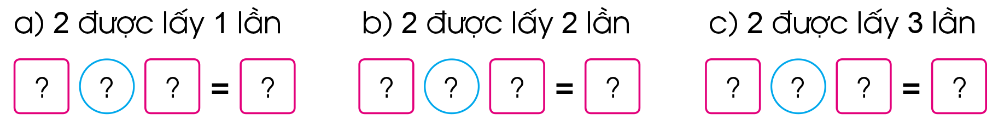 a) 2 được lấy 1 lần b) 2 được lấy 2 lần c) 2 được lấy 3 lần
? ? ? = ? ? ? ? = ? ? ? ? = ?